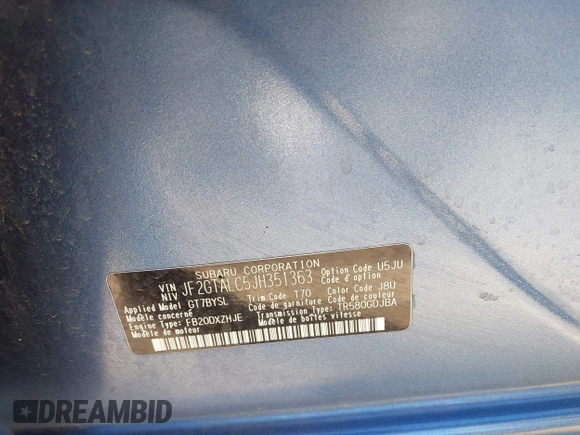 SUBARU CORPORATION
VIN NIV JF2GTALC5JH351363 Option Code U5JU
Code d'option
Applied Model GT7BYSL Trim Code T70 Color Code J8U
Modèle concerné Code de garniture Code de couleur
Engine Type: FB20DXZHJE Transmission Type: TR580GDJBA
Modèle de moteur Modèle de boîtes vitesse
DREAMBID